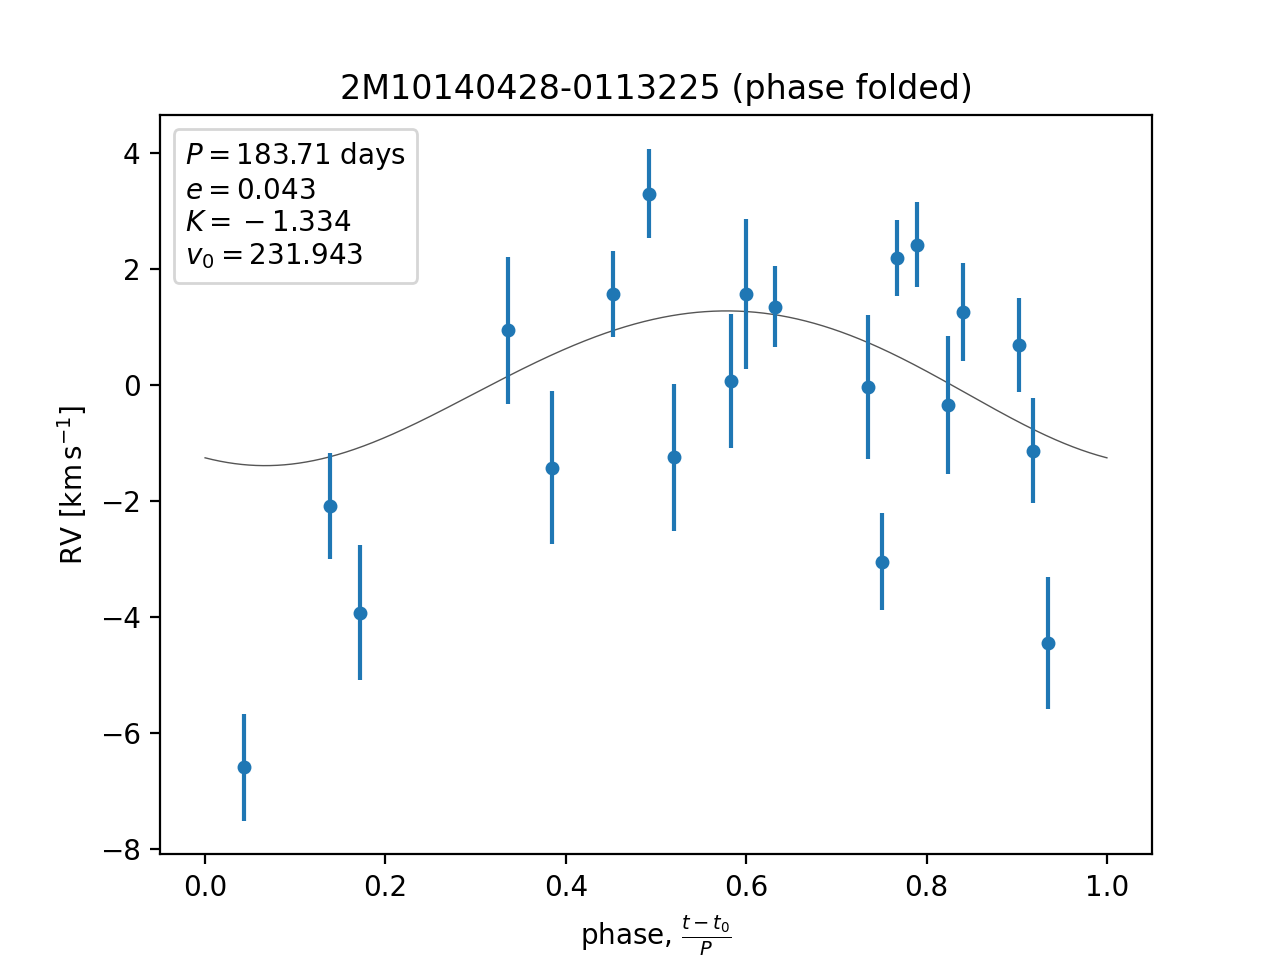 2M10140428-0113225 (phase folded)
P = 183.71 days
e = 0.043
K = −1.334
v₀ = 231.943
4
2
0
−2
−4
−6
−8
RV [km s⁻¹]
0.0 0.2 0.4 0.6 0.8 1.0
phase, (t − t₀)/P